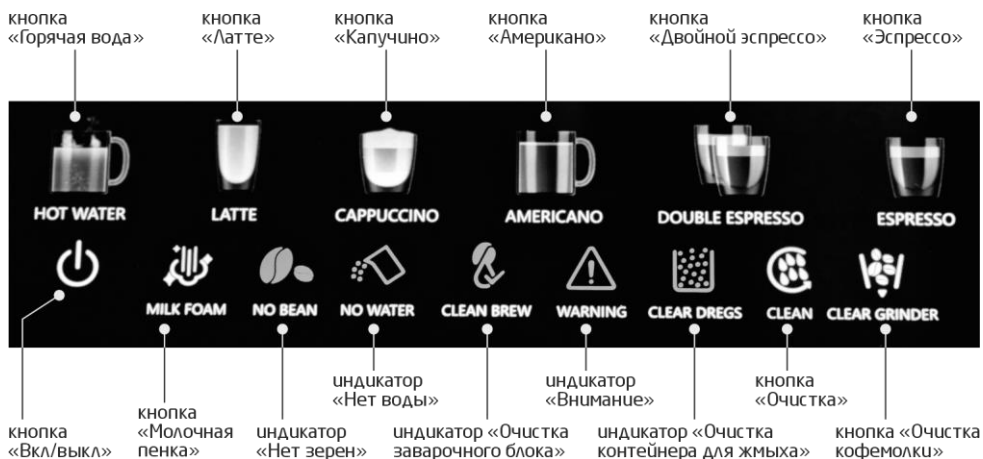 кнопка
«Горячая вода»
кнопка
«Латте»
кнопка
«Капучино»
кнопка
«Американо»
кнопка
«Двойной эспрессо»
кнопка
«Эспрессо»
HOT WATER
LATTE
CAPPUCCINO
AMERICANO
DOUBLE ESPRESSO
ESPRESSO
MILK FOAM
NO BEAN
NO WATER
CLEAN BREW
WARNING
CLEAR DREGS
CLEAN
CLEAR GRINDER
индикатор
«Нет воды»
индикатор
«Внимание»
кнопка
«Очистка»
кнопка
«Вкл/выкл»
кнопка
«Молочная
пенка»
индикатор
«Нет зерен»
индикатор «Очистка
заварочного блока»
индикатор «Очистка
контейнера для жмыха»
кнопка «Очистка
кофемолки»